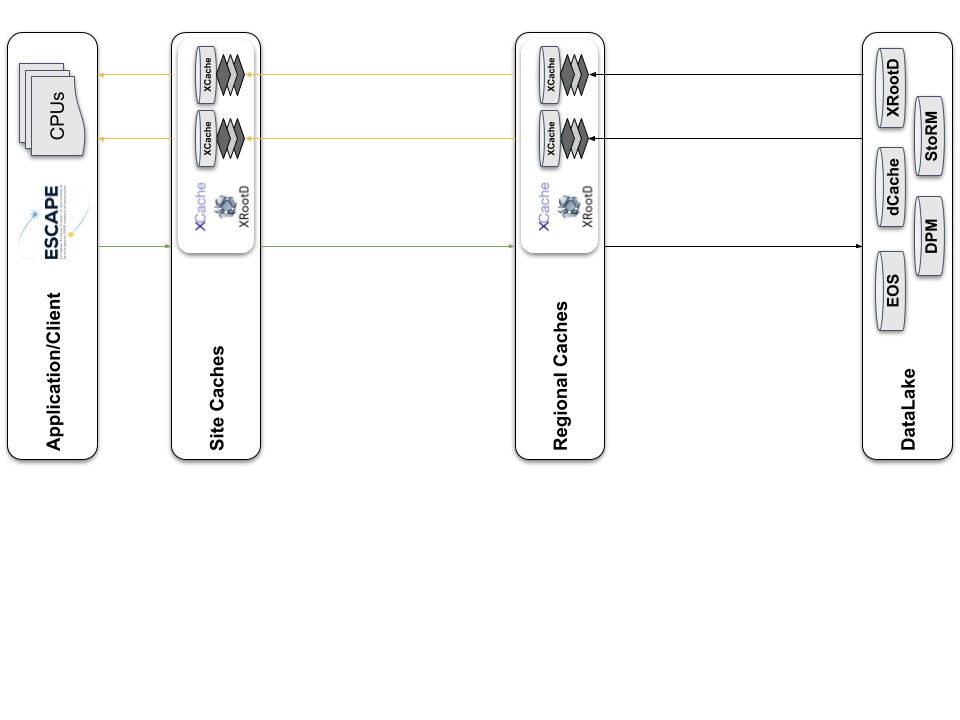 CPUs
ESCAPE
Application/Client
XCache
XCache
XCache
XRootD
Site Caches
XCache
XCache
XCache
XRootD
Regional Caches
XRootD
StoRM
dCache
DPM
EOS
DataLake